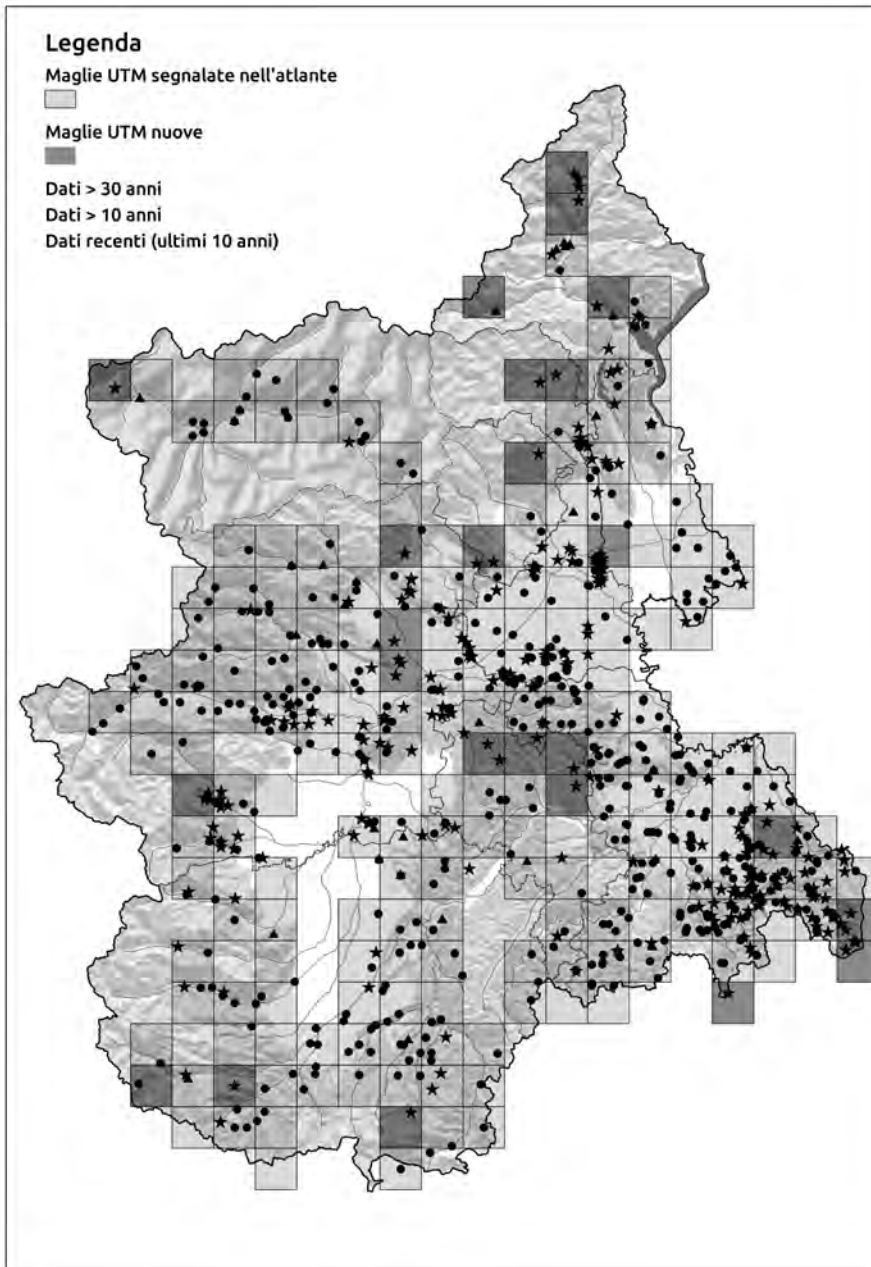 Legenda
Maglie UTM segnalate nell'atlante
Maglie UTM nuove
Dati > 30 anni
Dati > 10 anni
Dati recenti (ultimi 10 anni)